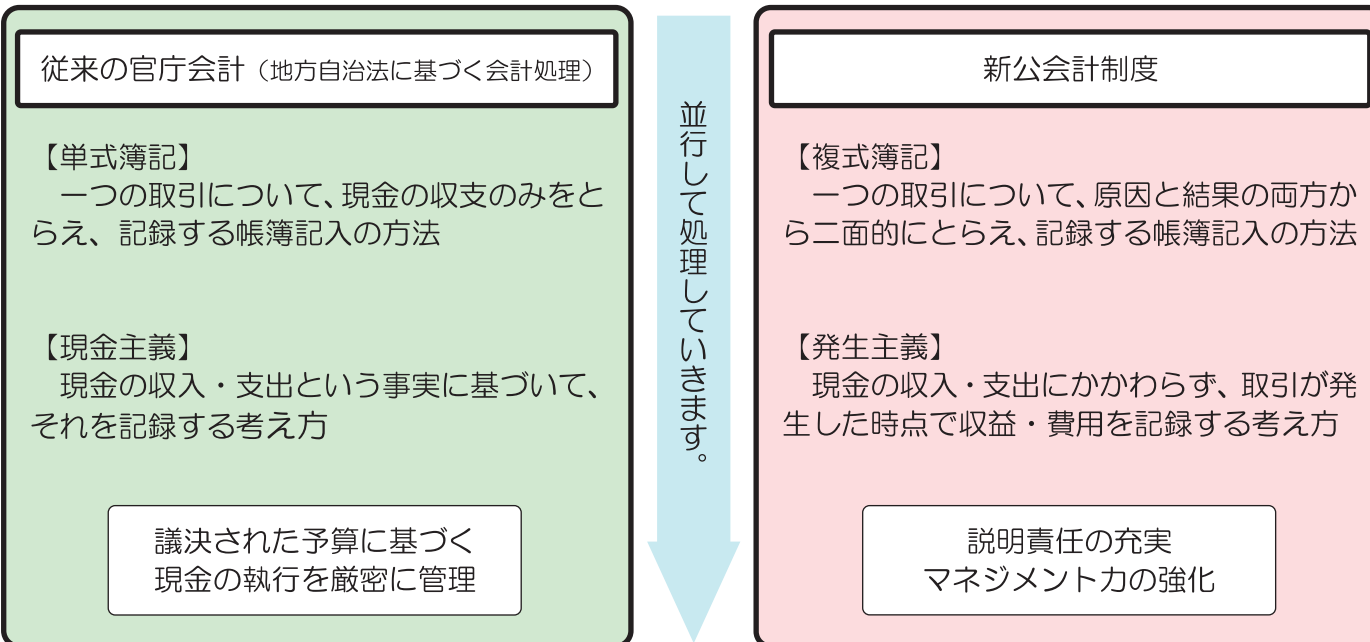 従来の官庁会計（地方自治法に基づく会計処理）
【単式簿記】
　一つの取引について、現金の収支のみをと
らえ、記録する帳簿記入の方法
【現金主義】
　現金の収入・支出という事実に基づいて、
それを記録する考え方
議決された予算に基づく
現金の執行を厳密に管理
並行して処理していきます。
新公会計制度
【複式簿記】
　一つの取引について、原因と結果の両方か
ら二面的にとらえ、記録する帳簿記入の方法
【発生主義】
　現金の収入・支出にかかわらず、取引が発
生した時点で収益・費用を記録する考え方
説明責任の充実
マネジメント力の強化